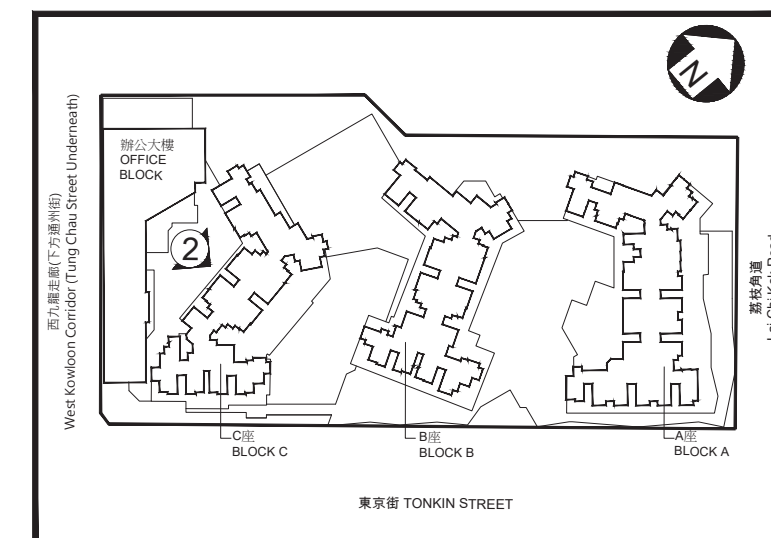 N
辦公大樓
OFFICE
BLOCK
西九龍走廊(下方通州街)
West Kowloon Corridor (Tung Chau Street Underneath)
2
荔枝角道
C座
BLOCK C
B座
BLOCK B
A座
BLOCK A
東京街 TONKIN STREET